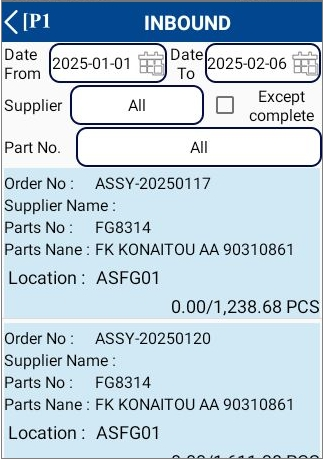 [P1 INBOUND
Date From 2025-01-01 Date To 2025-02-06
Supplier All Except complete
Part No. All
Order No : ASSY-20250117
Supplier Name :
Parts No : FG8314
Parts Nane : FK KONAITOU AA 90310861
Location : ASFG01
0.00/1,238.68 PCS
Order No : ASSY-20250120
Supplier Name :
Parts No : FG8314
Parts Nane : FK KONAITOU AA 90310861
Location : ASFG01